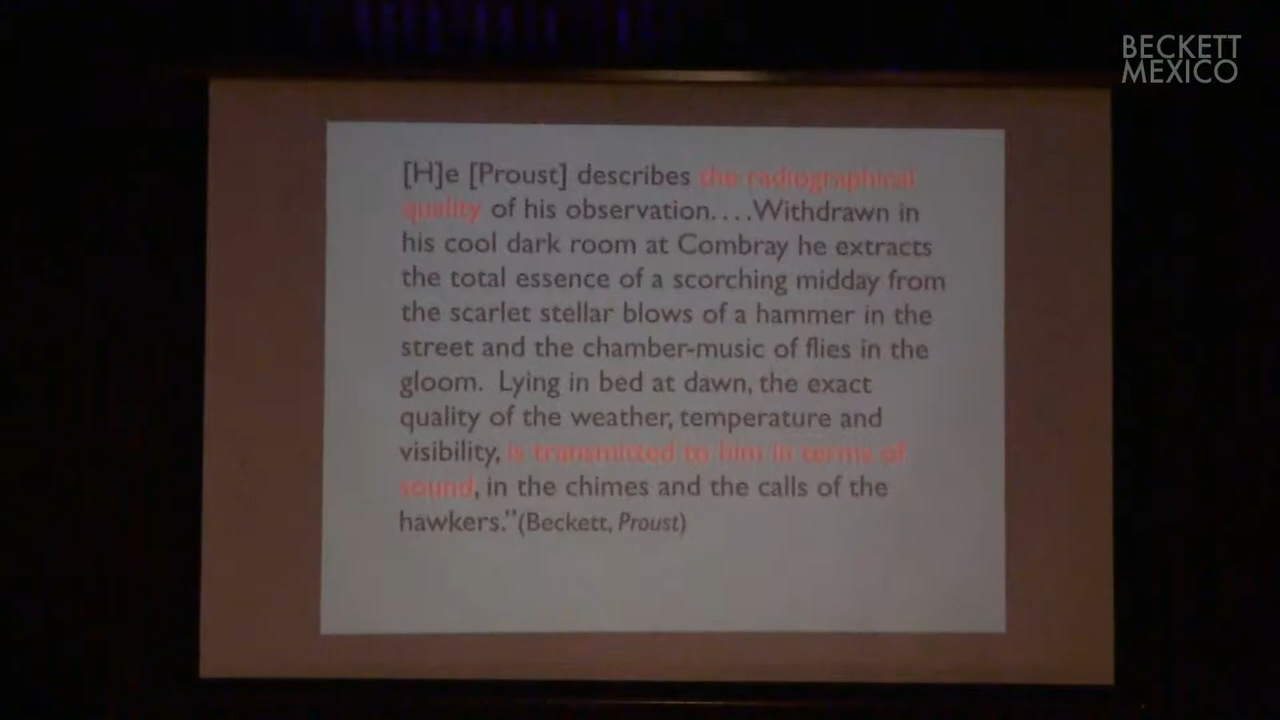 BECKETT
MEXICO
[H]e [Proust] describes the radiographical
quality of his observation....Withdrawn in
his cool dark room at Combray he extracts
the total essence of a scorching midday from
the scarlet stellar blows of a hammer in the
street and the chamber-music of flies in the
gloom. Lying in bed at dawn, the exact
quality of the weather, temperature and
visibility, is transmitted to him in terms of
sound, in the chimes and the calls of the
hawkers.”(Beckett, Proust)